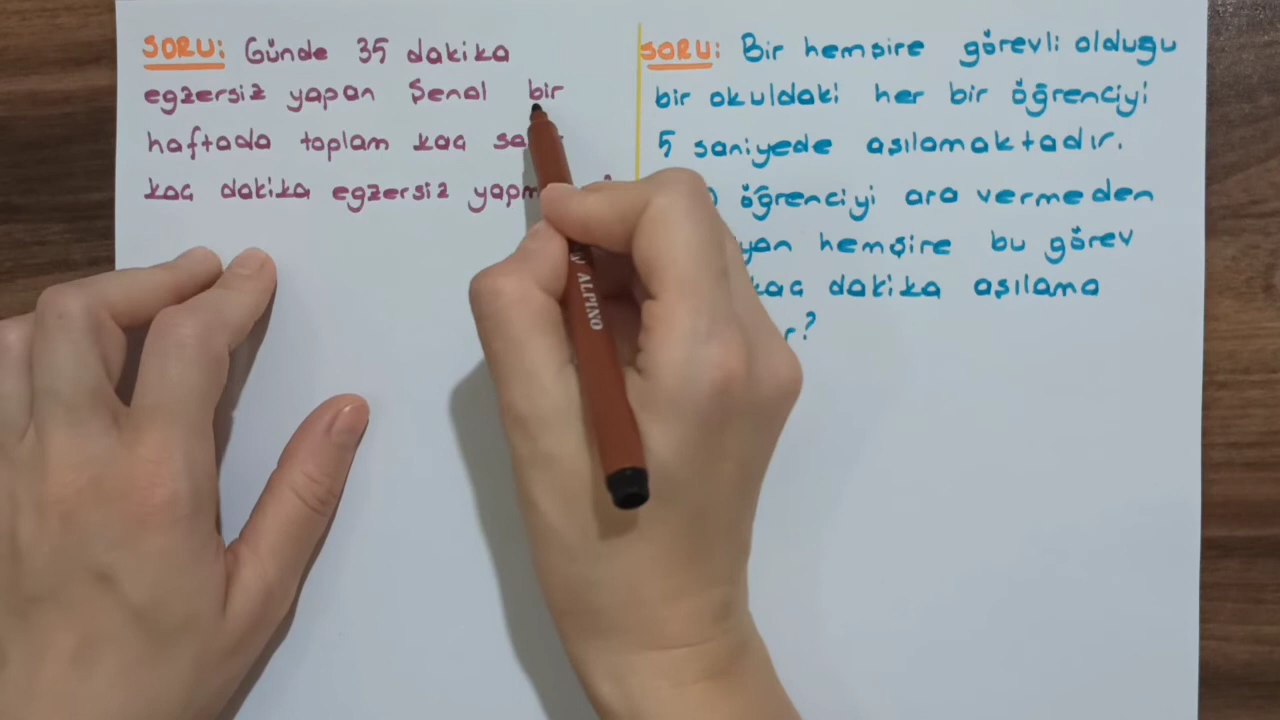 SORU: Günde 35 dakika
egzersiz yapan Şenol bir
haftada toplam kaç
kaç dakika egzersiz
SORU: Bir hemşire görevli olduğu
bir okuldaki her bir öğrenciyi
5 saniyede aşılamaktadır.
öğrenciyi ara vermeden
hemşire bu görev
kaç dakika aşılama
ALPINO